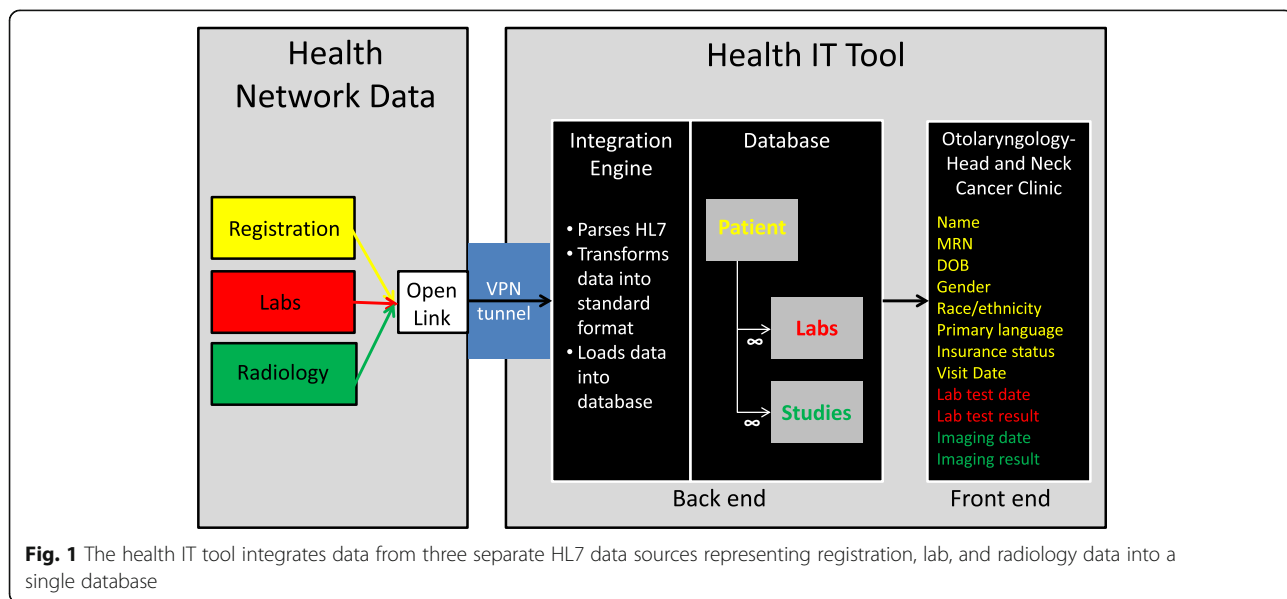 Health
Network Data
Registration
Labs
Radiology
Open
Link
VPN
tunnel
Health IT Tool
Integration
Engine
• Parses HL7
• Transforms
data into
standard
format
• Loads data
into
database
Database
Patient
∞
Labs
∞
Studies
Back end
Otolaryngology-
Head and Neck
Cancer Clinic
Name
MRN
DOB
Gender
Race/ethnicity
Primary language
Insurance status
Visit Date
Lab test date
Lab test result
Imaging date
Imaging result
Front end
Fig. 1 The health IT tool integrates data from three separate HL7 data sources representing registration, lab, and radiology data into a
single database